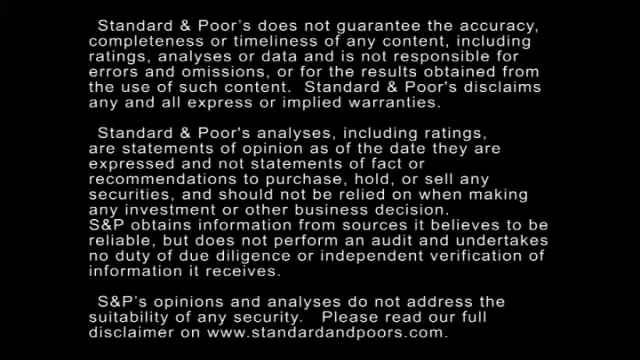 Standard & Poor's does not guarantee the accuracy,
completeness or timeliness of any content, including
ratings, analyses or data and is not responsible for
errors and omissions, or for the results obtained from
the use of such content. Standard & Poor's disclaims
any and all express or implied warranties.
Standard & Poor's analyses, including ratings,
are statements of opinion as of the date they are
expressed and not statements of fact or
recommendations to purchase, hold, or sell any
securities, and should not be relied on when making
any investment or other business decision.
S&P obtains information from sources it believes to be
reliable, but does not perform an audit and undertakes
no duty of due diligence or independent verification of
information it receives.
S&P's opinions and analyses do not address the
suitability of any security. Please read our full
disclaimer on www.standardandpoors.com.